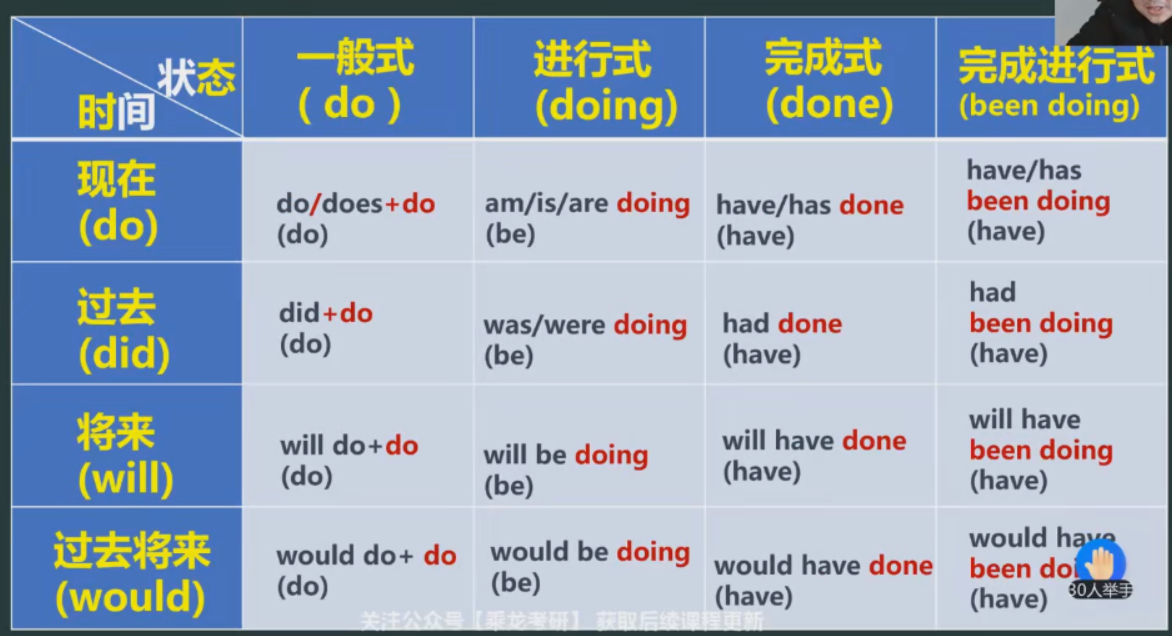 状态
时间
一般式
( do )
进行式
(doing)
完成式
(done)
完成进行式
(been doing)
现在
(do)
do/does+do
(do)
am/is/are doing
(be)
have/has done
(have)
have/has
been doing
(have)
过去
(did)
did+do
(do)
was/were doing
(be)
had done
(have)
had
been doing
(have)
将来
(will)
will do+do
(do)
will be doing
(be)
will have done
(have)
will have
been doing
(have)
过去将来
(would)
would do+ do
(do)
would be doing
(be)
would have done
(have)
would have
been
(have)
30人举手
关注公众号【乘龙考研】 获取后续课程更新